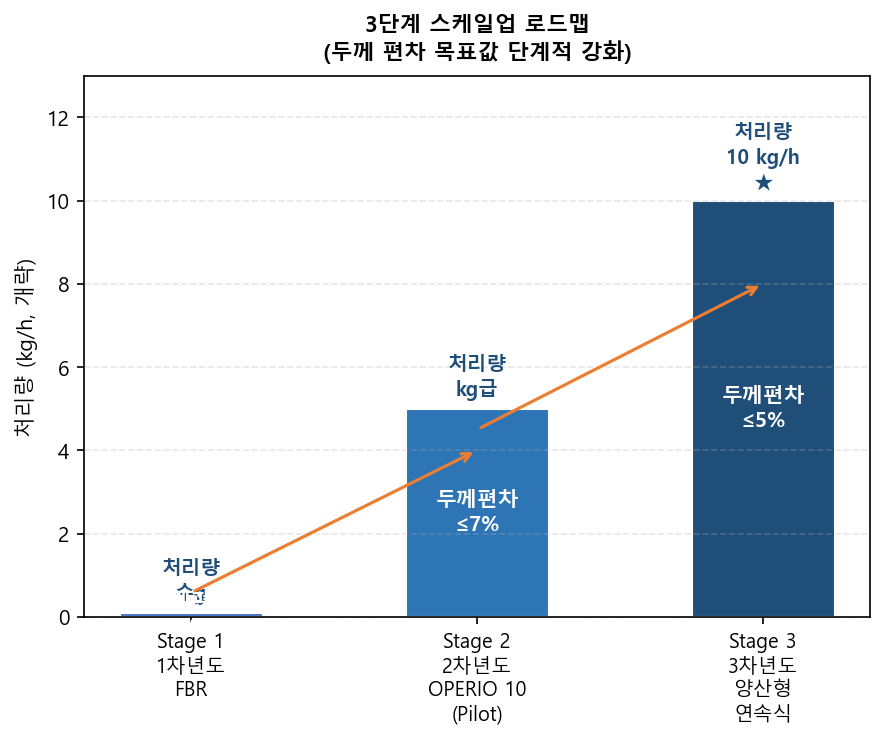 3단계 스케일업 로드맵
(두께 편차 목표값 단계적 강화)
처리량 (kg/h, 개략)
12
10
8
6
4
2
0
처리량
처리량
kg급
두께편차
≤7%
처리량
10 kg/h
★
두께편차
≤5%
Stage 1
1차년도
FBR
Stage 2
2차년도
OPERIO 10
(Pilot)
Stage 3
3차년도
양산형
연속식